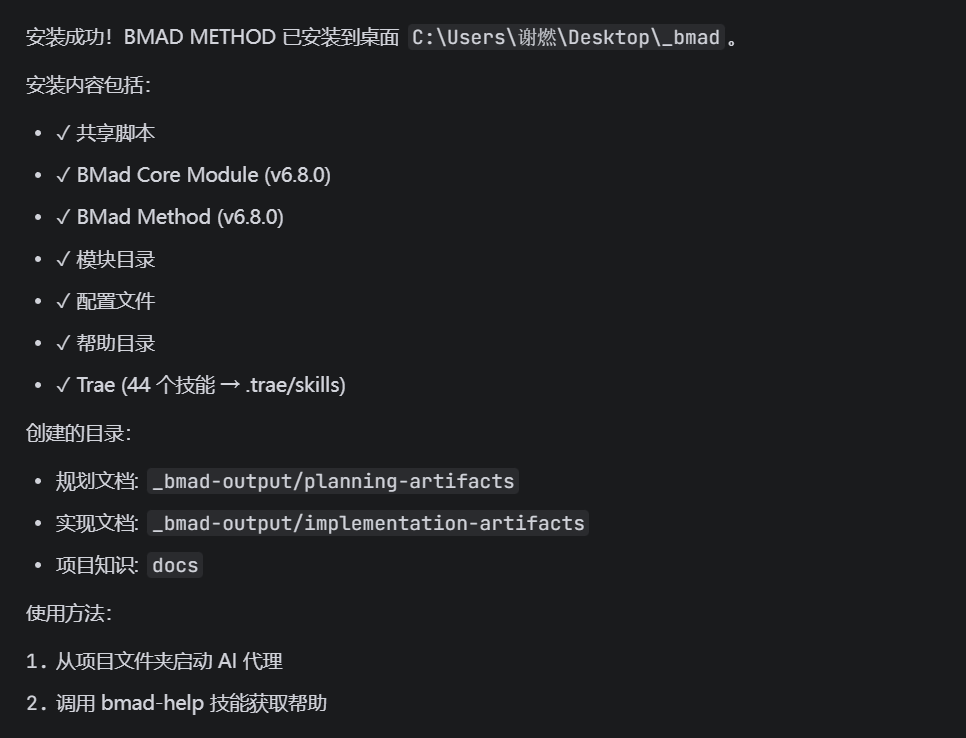 安装成功！BMAD METHOD 已安装到桌面 C:\Users\谢燃\Desktop\_bmad 。
安装内容包括：
• ✓ 共享脚本
• ✓ BMad Core Module (v6.8.0)
• ✓ BMad Method (v6.8.0)
• ✓ 模块目录
• ✓ 配置文件
• ✓ 帮助目录
• ✓ Trae (44 个技能 → .trae/skills)
创建的目录：
• 规划文档: _bmad-output/planning-artifacts
• 实现文档: _bmad-output/implementation-artifacts
• 项目知识: docs
使用方法：
1. 从项目文件夹启动 AI 代理
2. 调用 bmad-help 技能获取帮助